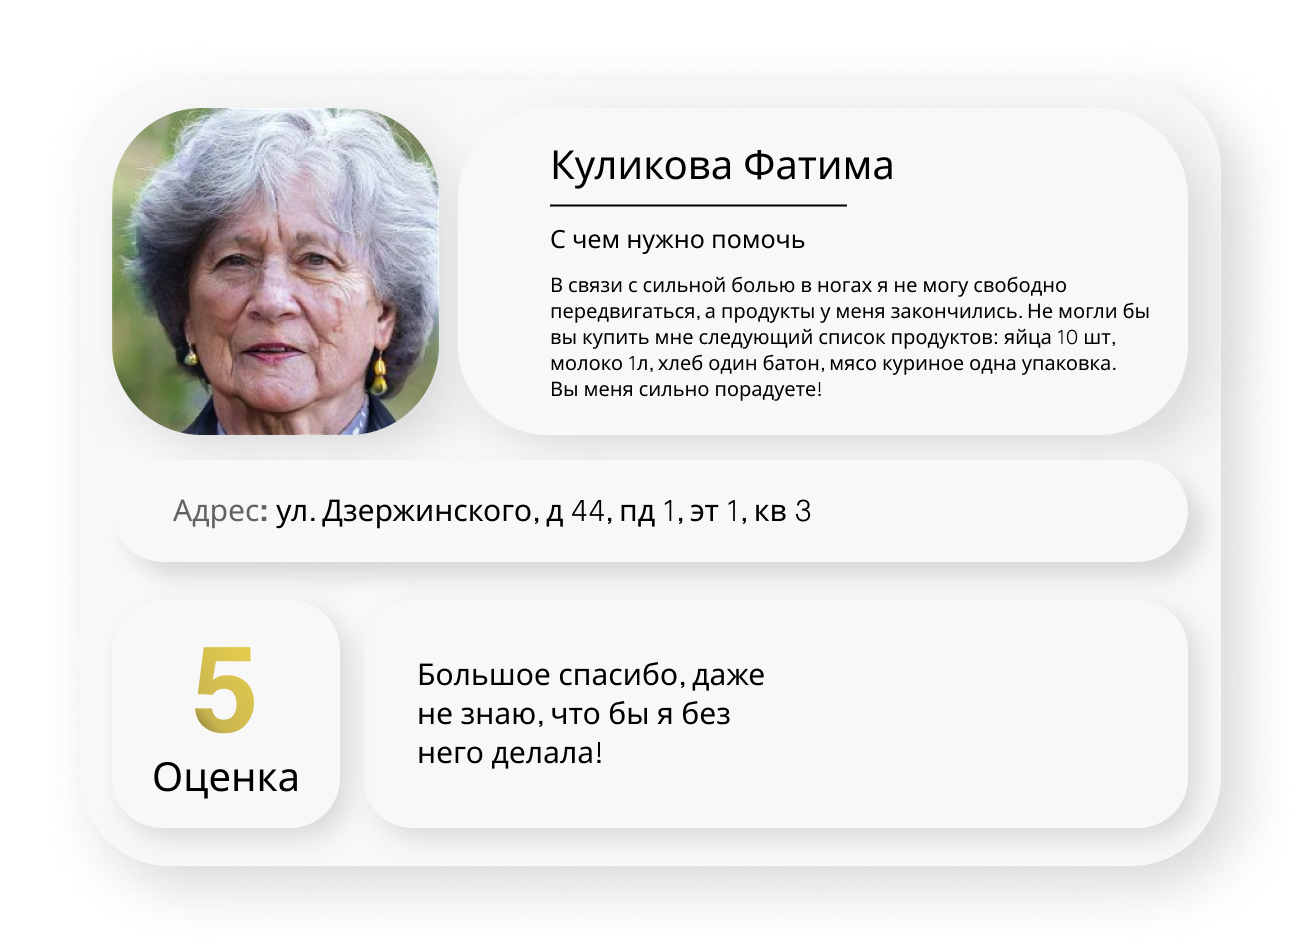 Куликова Фатима
С чем нужно помочь
В связи с сильной болью в ногах я не могу свободно
передвигаться, а продукты у меня закончились. Не могли бы
вы купить мне следующий список продуктов: яйца 10 шт,
молоко 1л, хлеб один батон, мясо куриное одна упаковка.
Вы меня сильно порадуете!
Адрес: ул. Дзержинского, д 44, пд 1, эт 1, кв 3
5
Оценка
Большое спасибо, даже
не знаю, что бы я без
него делала!